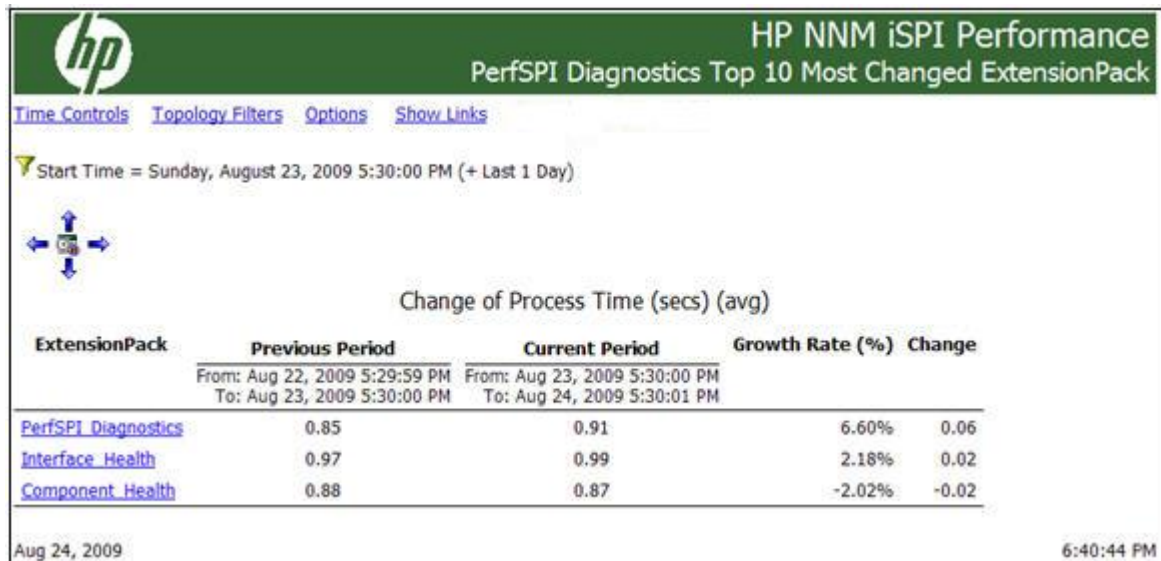 hp
HP NNM iSPI Performance
PerfSPI Diagnostics Top 10 Most Changed ExtensionPack
Time Controls Topology Filters Options Show Links
Start Time = Sunday, August 23, 2009 5:30:00 PM (+ Last 1 Day)
Change of Process Time (secs) (avg)
ExtensionPack Previous Period Current Period Growth Rate (%) Change
From: Aug 22, 2009 5:29:59 PM From: Aug 23, 2009 5:30:00 PM
To: Aug 23, 2009 5:30:00 PM To: Aug 24, 2009 5:30:01 PM
PerfSPI_Diagnostics 0.85 0.91 6.60% 0.06
Interface_Health 0.97 0.99 2.18% 0.02
Component_Health 0.88 0.87 -2.02% -0.02
Aug 24, 2009 6:40:44 PM